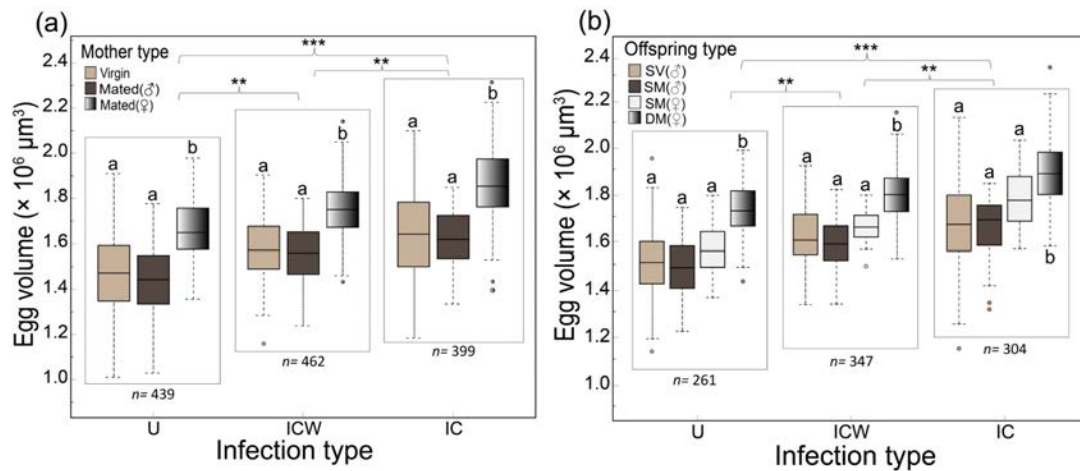 (a)
Mother type
Virgin
Mated(♂)
Mated(♀)
***
**
**
Egg volume (× 10⁶ μm³)
2.4
2.2
2.0
1.8
1.6
1.4
1.2
1.0
a
a
b
a
a
b
a
a
b
n= 439
n= 462
n= 399
U
ICW
IC
Infection type
(b)
Offspring type
SV(♂)
SM(♂)
SM(♀)
DM(♀)
***
**
**
Egg volume (× 10⁶ μm³)
2.4
2.2
2.0
1.8
1.6
1.4
1.2
1.0
a
a
a
b
a
a
a
b
a
a
a
b
n= 261
n= 347
n= 304
U
ICW
IC
Infection type